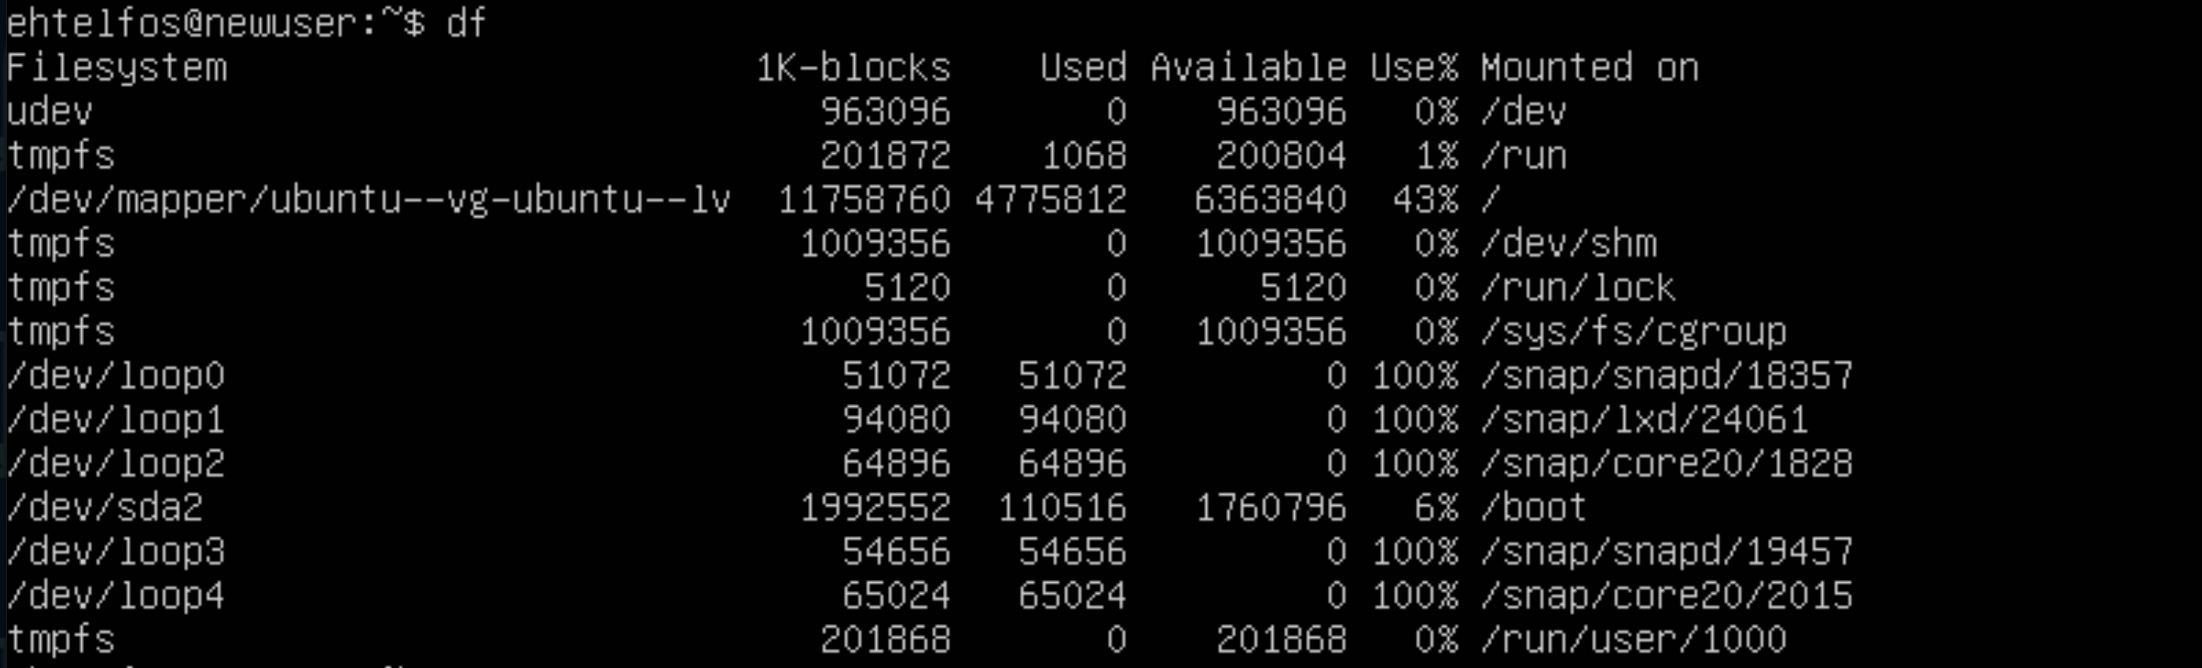 ehtelfos@newuser:~$ df
Filesystem                        1K-blocks    Used Available Use% Mounted on
udev                                 963096       0    963096   0% /dev
tmpfs                                201872    1068    200804   1% /run
/dev/mapper/ubuntu--vg-ubuntu--lv  11758760 4775812   6363840  43% /
tmpfs                               1009356       0   1009356   0% /dev/shm
tmpfs                                  5120       0      5120   0% /run/lock
tmpfs                               1009356       0   1009356   0% /sys/fs/cgroup
/dev/loop0                            51072   51072         0 100% /snap/snapd/18357
/dev/loop1                            94080   94080         0 100% /snap/lxd/24061
/dev/loop2                            64896   64896         0 100% /snap/core20/1828
/dev/sda2                           1992552  110516   1760796   6% /boot
/dev/loop3                            54656   54656         0 100% /snap/snapd/19457
/dev/loop4                            65024   65024         0 100% /snap/core20/2015
tmpfs                                201868       0    201868   0% /run/user/1000